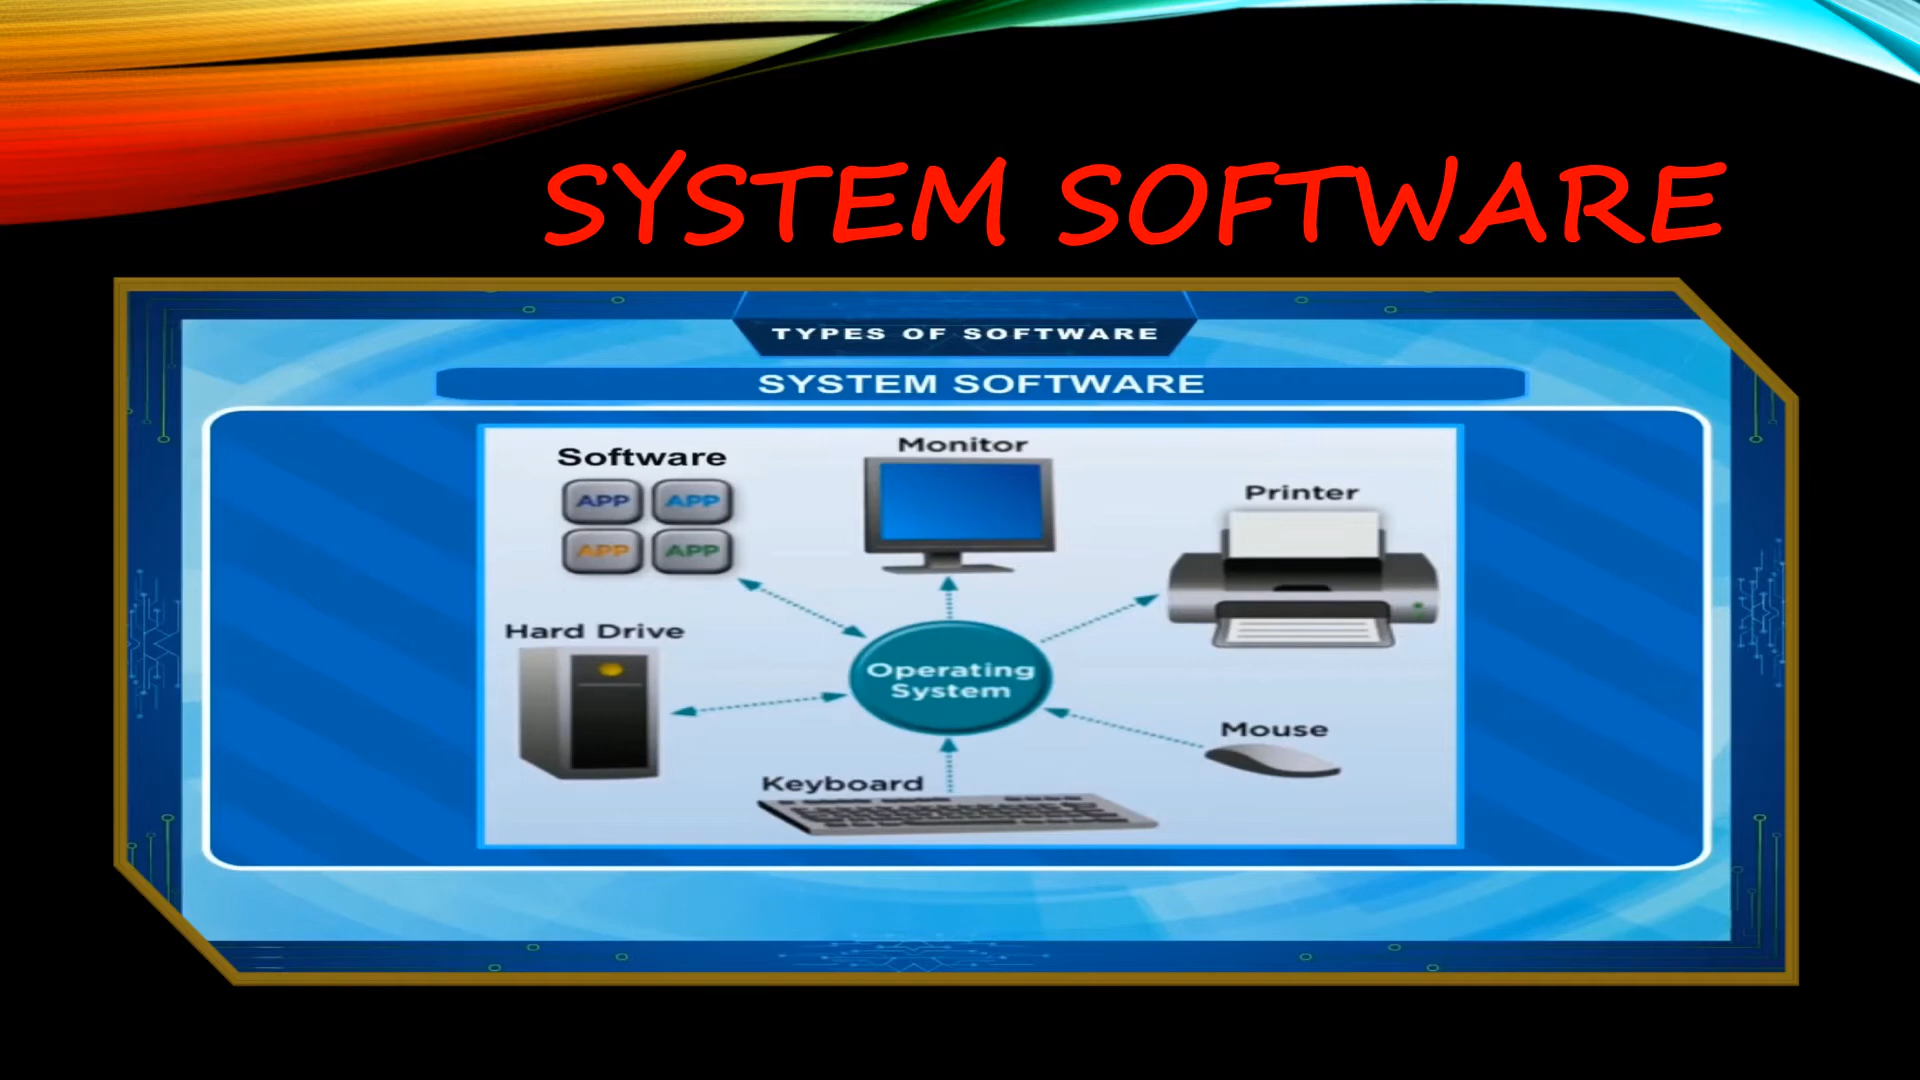 SYSTEM SOFTWARE
TYPES OF SOFTWARE
SYSTEM SOFTWARE
Software
Monitor
Printer
APP APP
APP APP
Hard Drive
Operating
System
Mouse
Keyboard